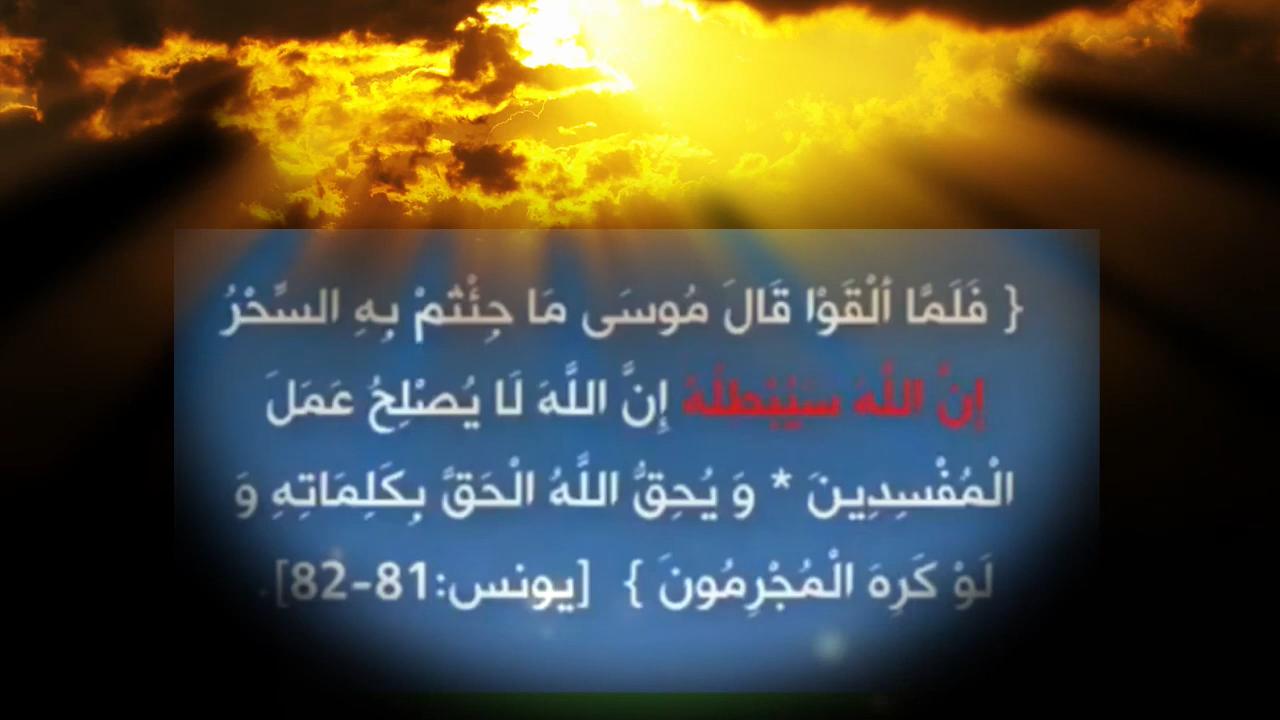 { فَلَمَّا أَلْقَوْا قَالَ مُوسَى مَا جِئْتُمْ بِهِ السِّحْرُ
إِنَّ اللَّهَ سَيُبْطِلُهُ إِنَّ اللَّهَ لَا يُصْلِحُ عَمَلَ
الْمُفْسِدِينَ * وَ يُحِقُّ اللَّهُ الْحَقَّ بِكَلِمَاتِهِ وَ
لَوْ كَرِهَ الْمُجْرِمُونَ } [يونس:81-82].